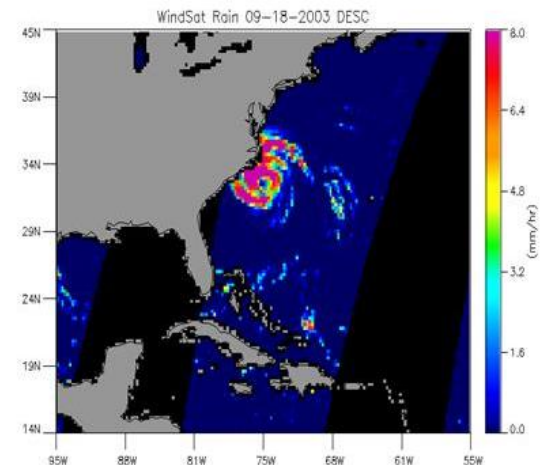 WindSat Rain 09-18-2003 DESC
45N
39N
34N
29N
24N
19N
14N
95W 88W 81W 75W 68W 61W 55W
8.0
6.4
4.8
3.2
1.6
0.0
(mm/hr)